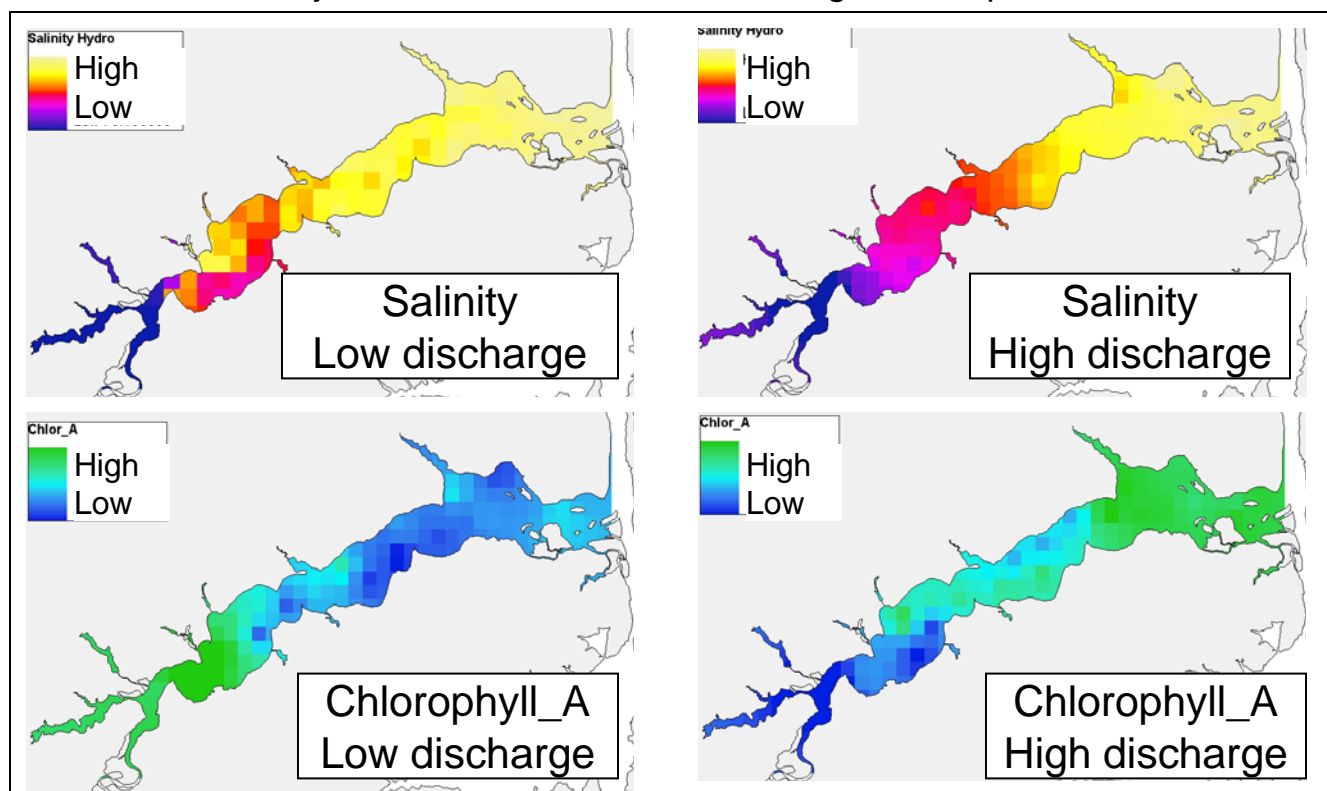 Salinity Hydro
High
Low
Salinity
Low discharge
High
Low
Salinity
High discharge
Chlor_A
High
Low
Chlorophyll_A
Low discharge
Chlor_A
High
Low
Chlorophyll_A
High discharge